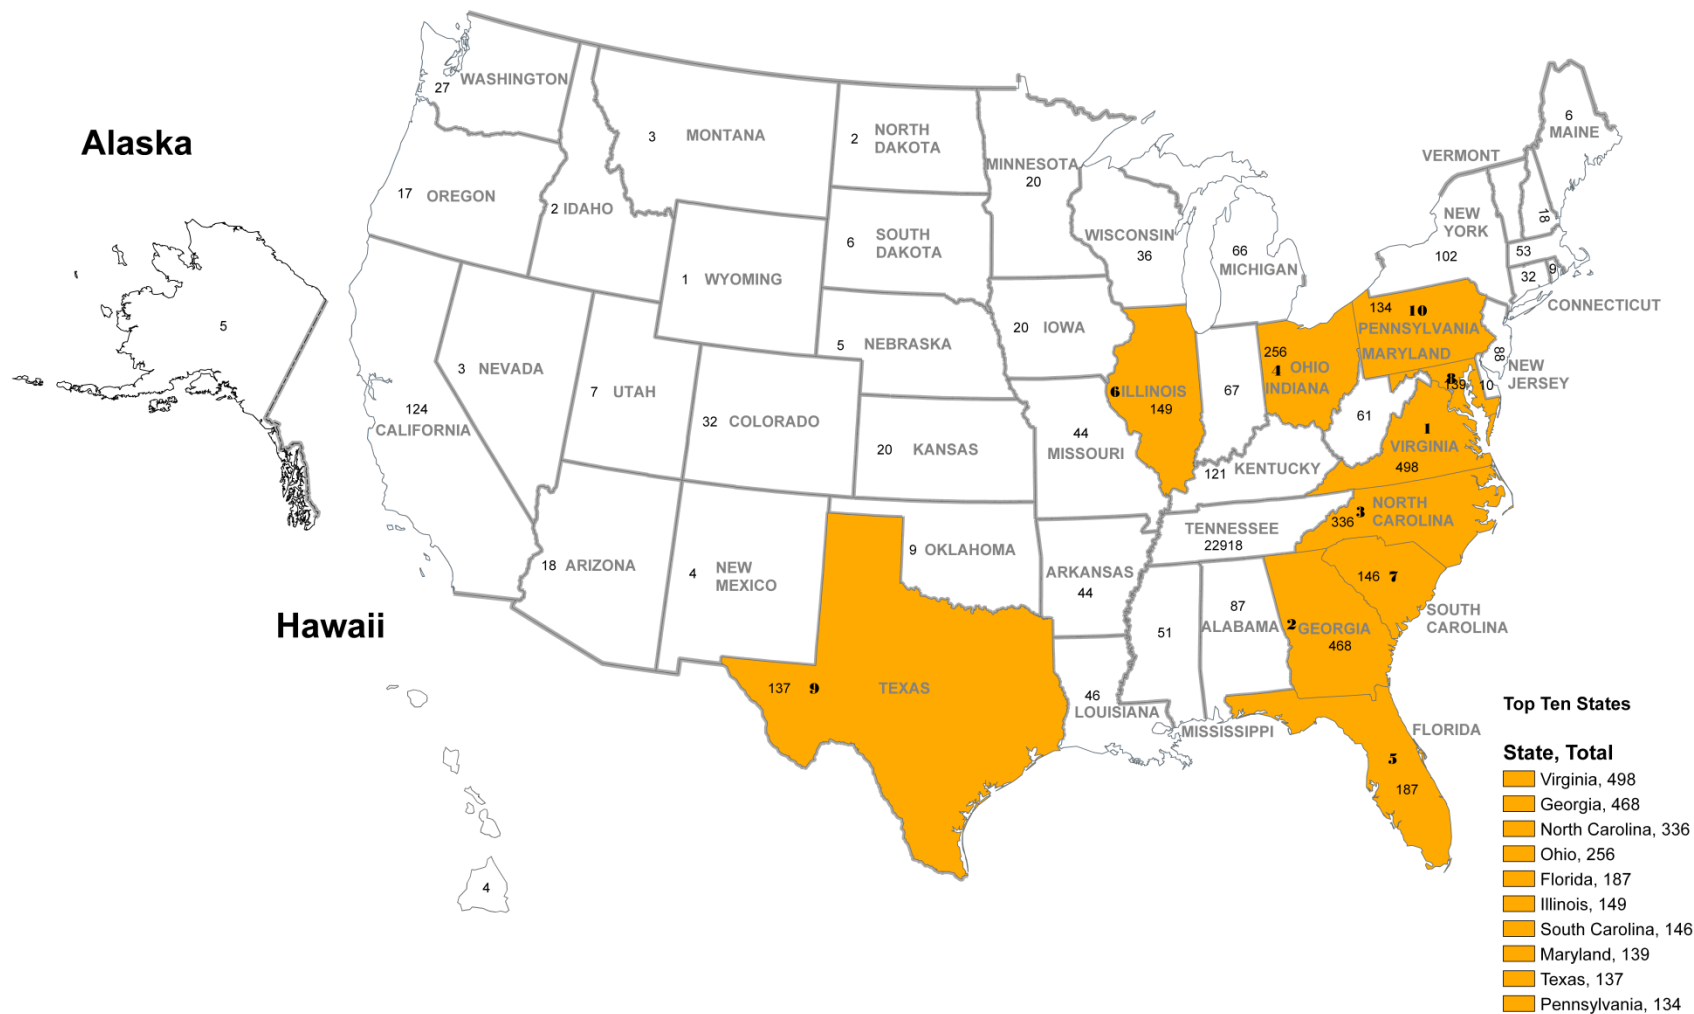 WASHINGTON
27
Alaska
3 MONTANA
2 NORTH
DAKOTA
MINNESOTA
20
6
MAINE
VERMONT
17 OREGON
2 IDAHO
6 SOUTH
DAKOTA
WISCONSIN
36
66
MICHIGAN
NEW
YORK
102
18
53
32
9
CONNECTICUT
5
1 WYOMING
5 NEBRASKA
20 IOWA
134 10
PENNSYLVANIA
MARYLAND
88
NEW
JERSEY
3 NEVADA
7 UTAH
256
4 OHIO
INDIANA
8
139
10
124
CALIFORNIA
32 COLORADO
6 ILLINOIS
149
67
61
1
VIRGINIA
498
20 KANSAS
44
MISSOURI
121 KENTUCKY
336 3 NORTH
CAROLINA
TENNESSEE
22918
18 ARIZONA
4 NEW
MEXICO
9 OKLAHOMA
ARKANSAS
44
146 7
SOUTH
CAROLINA
Hawaii
51
87
ALABAMA
2 GEORGIA
468
137 9 TEXAS
46
LOUISIANA
MISSISSIPPI
FLORIDA
5
187
4
Top Ten States
State, Total
Virginia, 498
Georgia, 468
North Carolina, 336
Ohio, 256
Florida, 187
Illinois, 149
South Carolina, 146
Maryland, 139
Texas, 137
Pennsylvania, 134